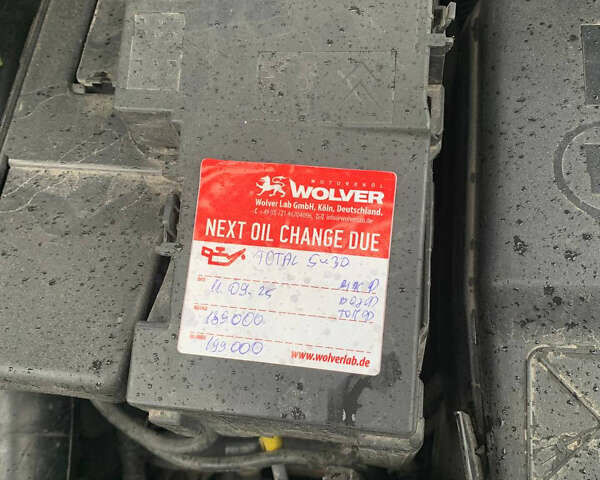 MOTORENÖL
WOLVER
Wolver Lab GmbH, Köln, Deutschland.
NEXT OIL CHANGE DUE
TOTAL 5W30
11.09.25
189000
199000
www.wolverlab.de